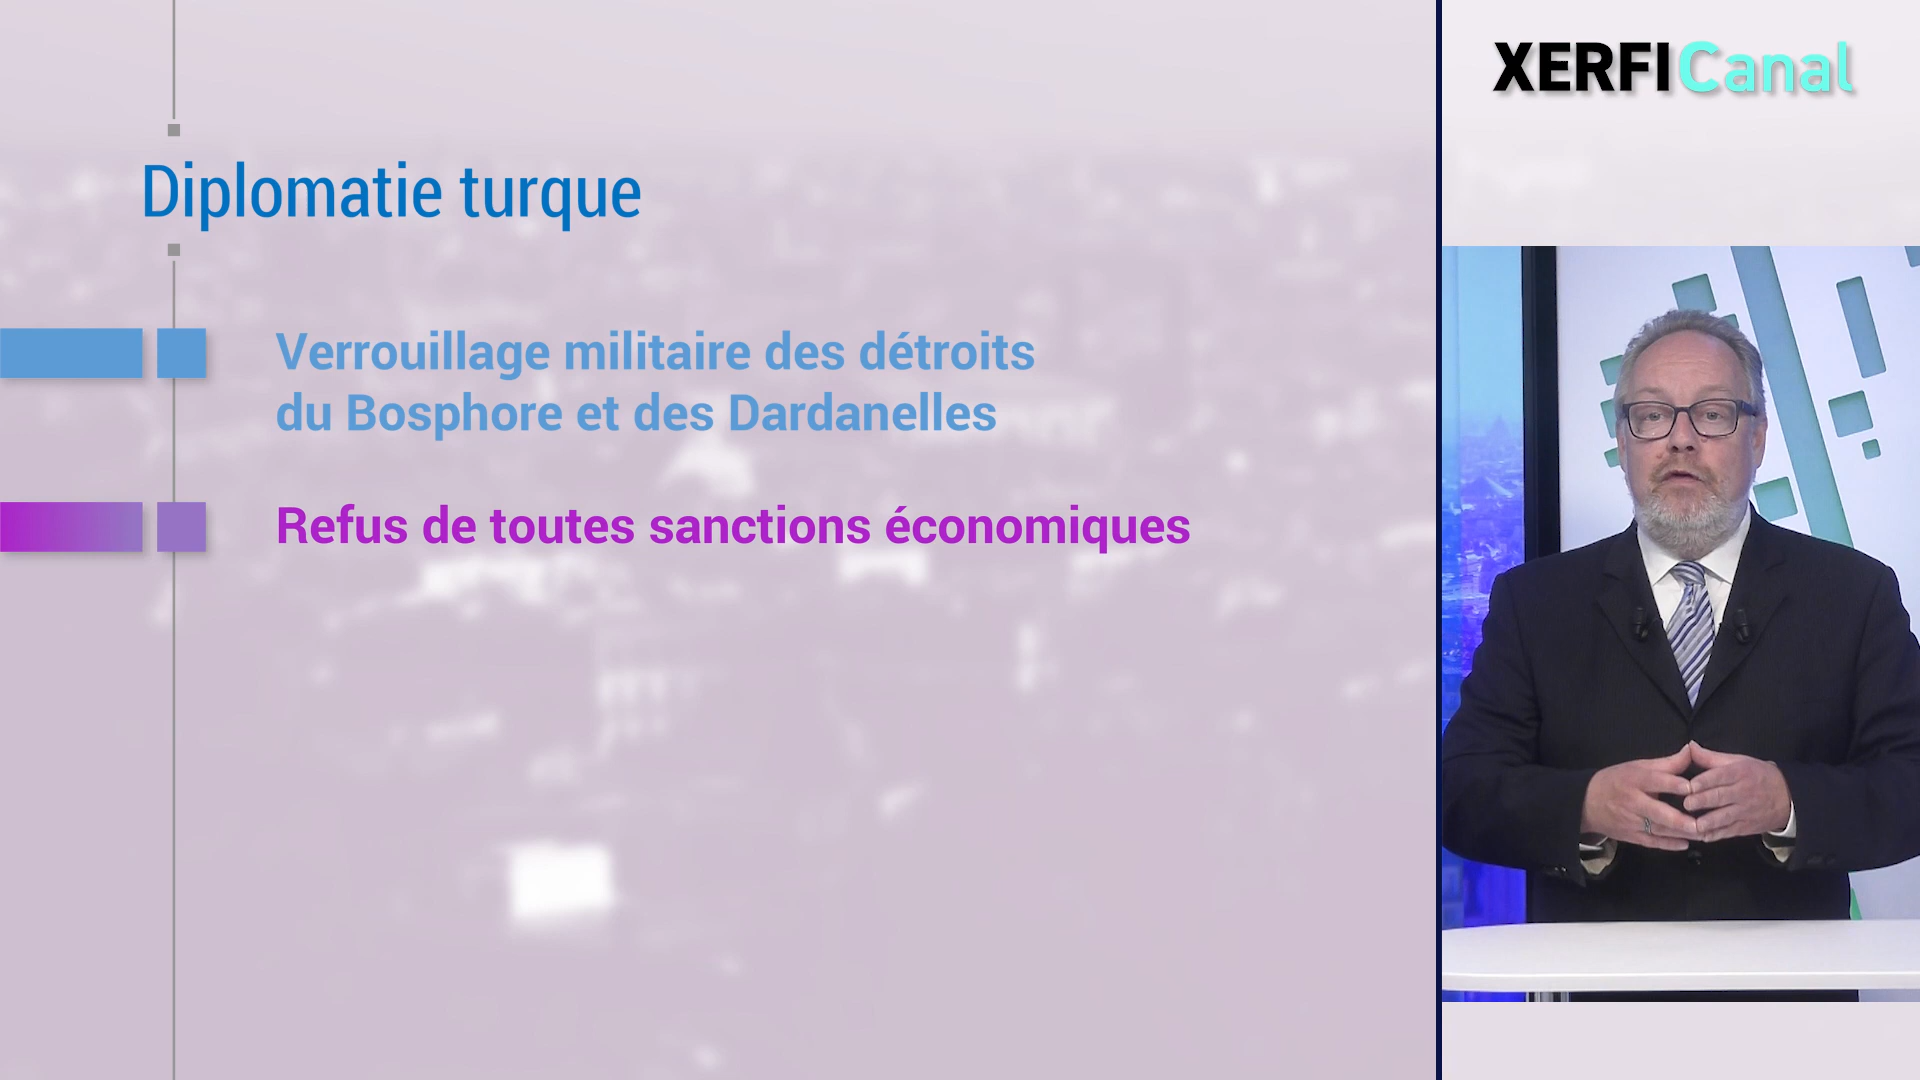 XERFI Canal
Diplomatie turque
Verrouillage militaire des détroits
du Bosphore et des Dardanelles
Refus de toutes sanctions économiques